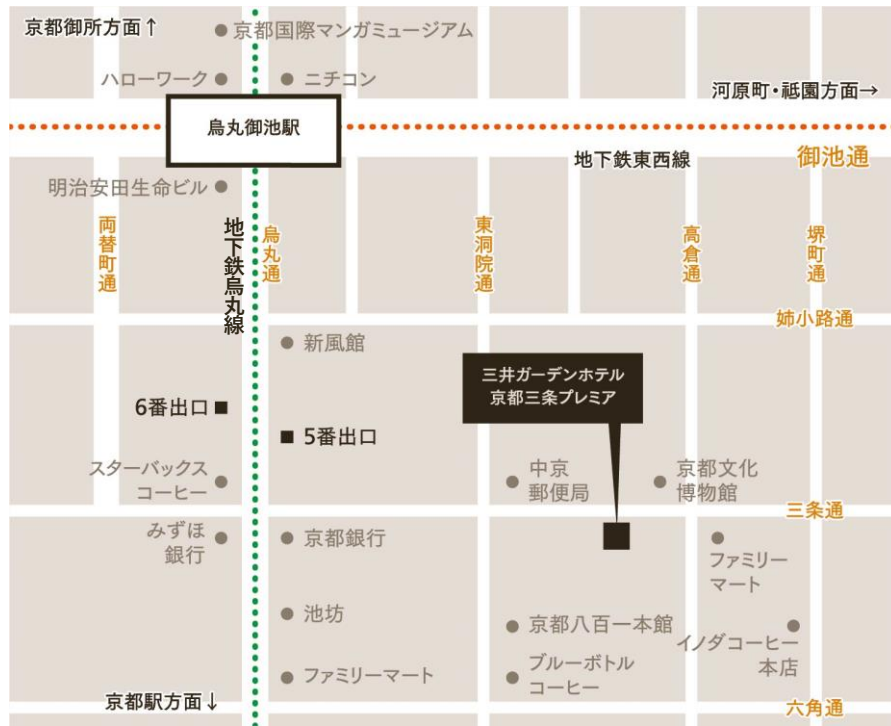 京都御所方面↑
京都国際マンガミュージアム
ハローワーク
ニチコン
河原町・祇園方面→
烏丸御池駅
地下鉄東西線
御池通
明治安田生命ビル
両替町通
地下鉄烏丸線
烏丸通
東洞院通
高倉通
堺町通
姉小路通
新風館
三井ガーデンホテル
京都三条プレミア
6番出口
5番出口
スターバックス
コーヒー
中京
郵便局
京都文化
博物館
三条通
みずほ
銀行
京都銀行
ファミリー
マート
池坊
京都八百一本館
イノダコーヒー
本店
ファミリーマート
ブルーボトル
コーヒー
京都駅方面↓
六角通